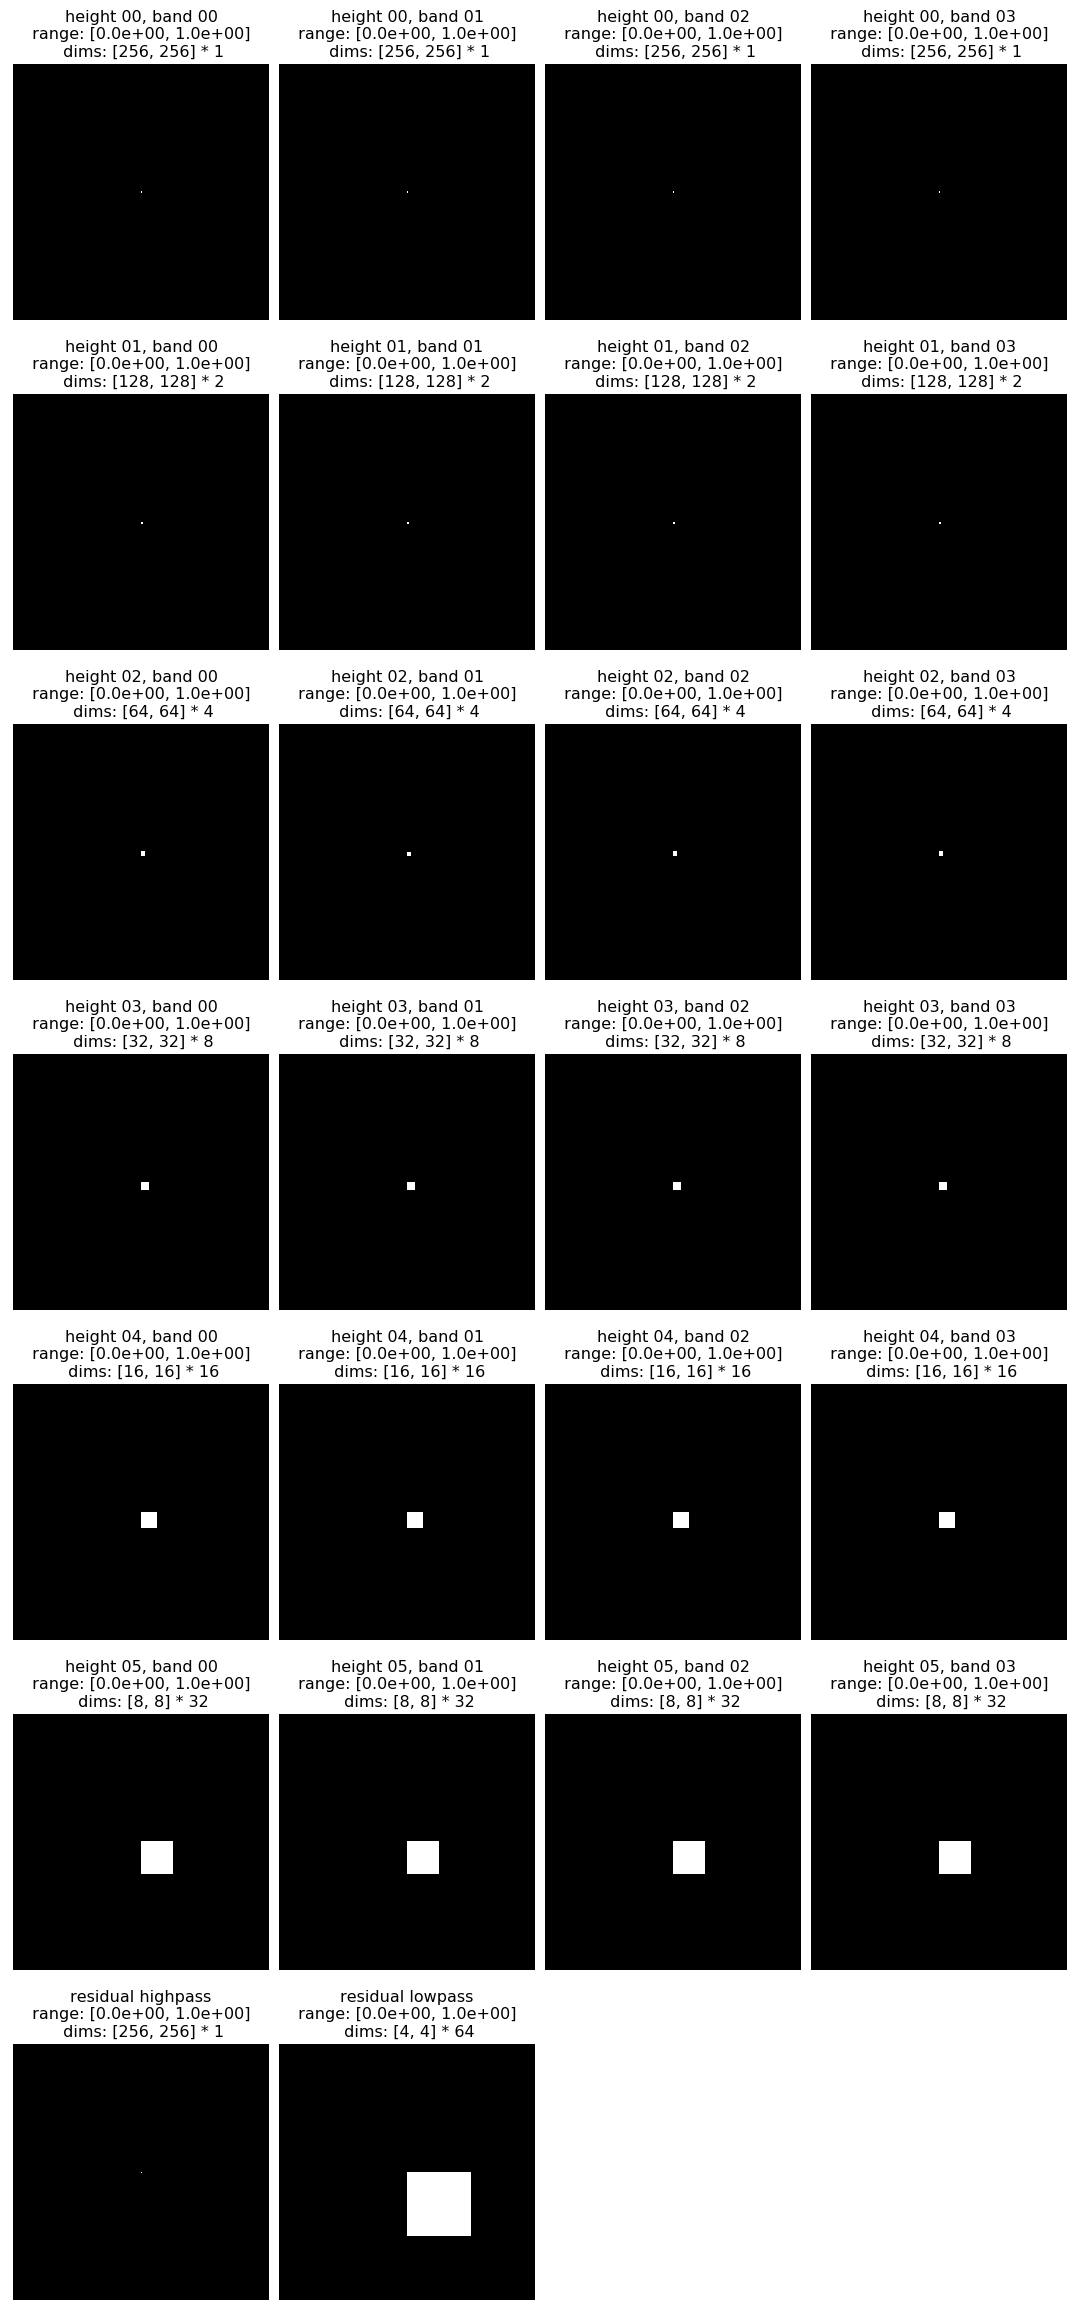 height 00, band 00
range: [0.0e+00, 1.0e+00]
dims: [256, 256] * 1
height 00, band 01
range: [0.0e+00, 1.0e+00]
dims: [256, 256] * 1
height 00, band 02
range: [0.0e+00, 1.0e+00]
dims: [256, 256] * 1
height 00, band 03
range: [0.0e+00, 1.0e+00]
dims: [256, 256] * 1
height 01, band 00
range: [0.0e+00, 1.0e+00]
dims: [128, 128] * 2
height 01, band 01
range: [0.0e+00, 1.0e+00]
dims: [128, 128] * 2
height 01, band 02
range: [0.0e+00, 1.0e+00]
dims: [128, 128] * 2
height 01, band 03
range: [0.0e+00, 1.0e+00]
dims: [128, 128] * 2
height 02, band 00
range: [0.0e+00, 1.0e+00]
dims: [64, 64] * 4
height 02, band 01
range: [0.0e+00, 1.0e+00]
dims: [64, 64] * 4
height 02, band 02
range: [0.0e+00, 1.0e+00]
dims: [64, 64] * 4
height 02, band 03
range: [0.0e+00, 1.0e+00]
dims: [64, 64] * 4
height 03, band 00
range: [0.0e+00, 1.0e+00]
dims: [32, 32] * 8
height 03, band 01
range: [0.0e+00, 1.0e+00]
dims: [32, 32] * 8
height 03, band 02
range: [0.0e+00, 1.0e+00]
dims: [32, 32] * 8
height 03, band 03
range: [0.0e+00, 1.0e+00]
dims: [32, 32] * 8
height 04, band 00
range: [0.0e+00, 1.0e+00]
dims: [16, 16] * 16
height 04, band 01
range: [0.0e+00, 1.0e+00]
dims: [16, 16] * 16
height 04, band 02
range: [0.0e+00, 1.0e+00]
dims: [16, 16] * 16
height 04, band 03
range: [0.0e+00, 1.0e+00]
dims: [16, 16] * 16
height 05, band 00
range: [0.0e+00, 1.0e+00]
dims: [8, 8] * 32
height 05, band 01
range: [0.0e+00, 1.0e+00]
dims: [8, 8] * 32
height 05, band 02
range: [0.0e+00, 1.0e+00]
dims: [8, 8] * 32
height 05, band 03
range: [0.0e+00, 1.0e+00]
dims: [8, 8] * 32
residual highpass
range: [0.0e+00, 1.0e+00]
dims: [256, 256] * 1
residual lowpass
range: [0.0e+00, 1.0e+00]
dims: [4, 4] * 64